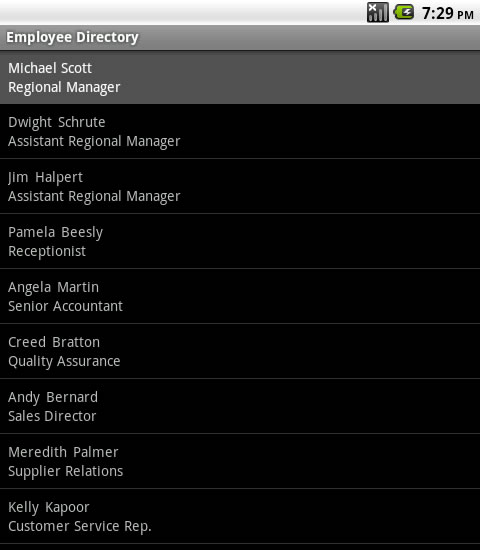 7:29 PM
Employee Directory
Michael Scott
Regional Manager
Dwight Schrute
Assistant Regional Manager
Jim Halpert
Assistant Regional Manager
Pamela Beesly
Receptionist
Angela Martin
Senior Accountant
Creed Bratton
Quality Assurance
Andy Bernard
Sales Director
Meredith Palmer
Supplier Relations
Kelly Kapoor
Customer Service Rep.